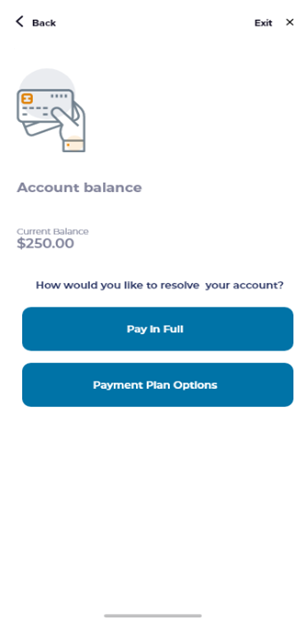 Back
Exit ×
Account balance
Current Balance
$250.00
How would you like to resolve your account?
Pay In Full
Payment Plan Options